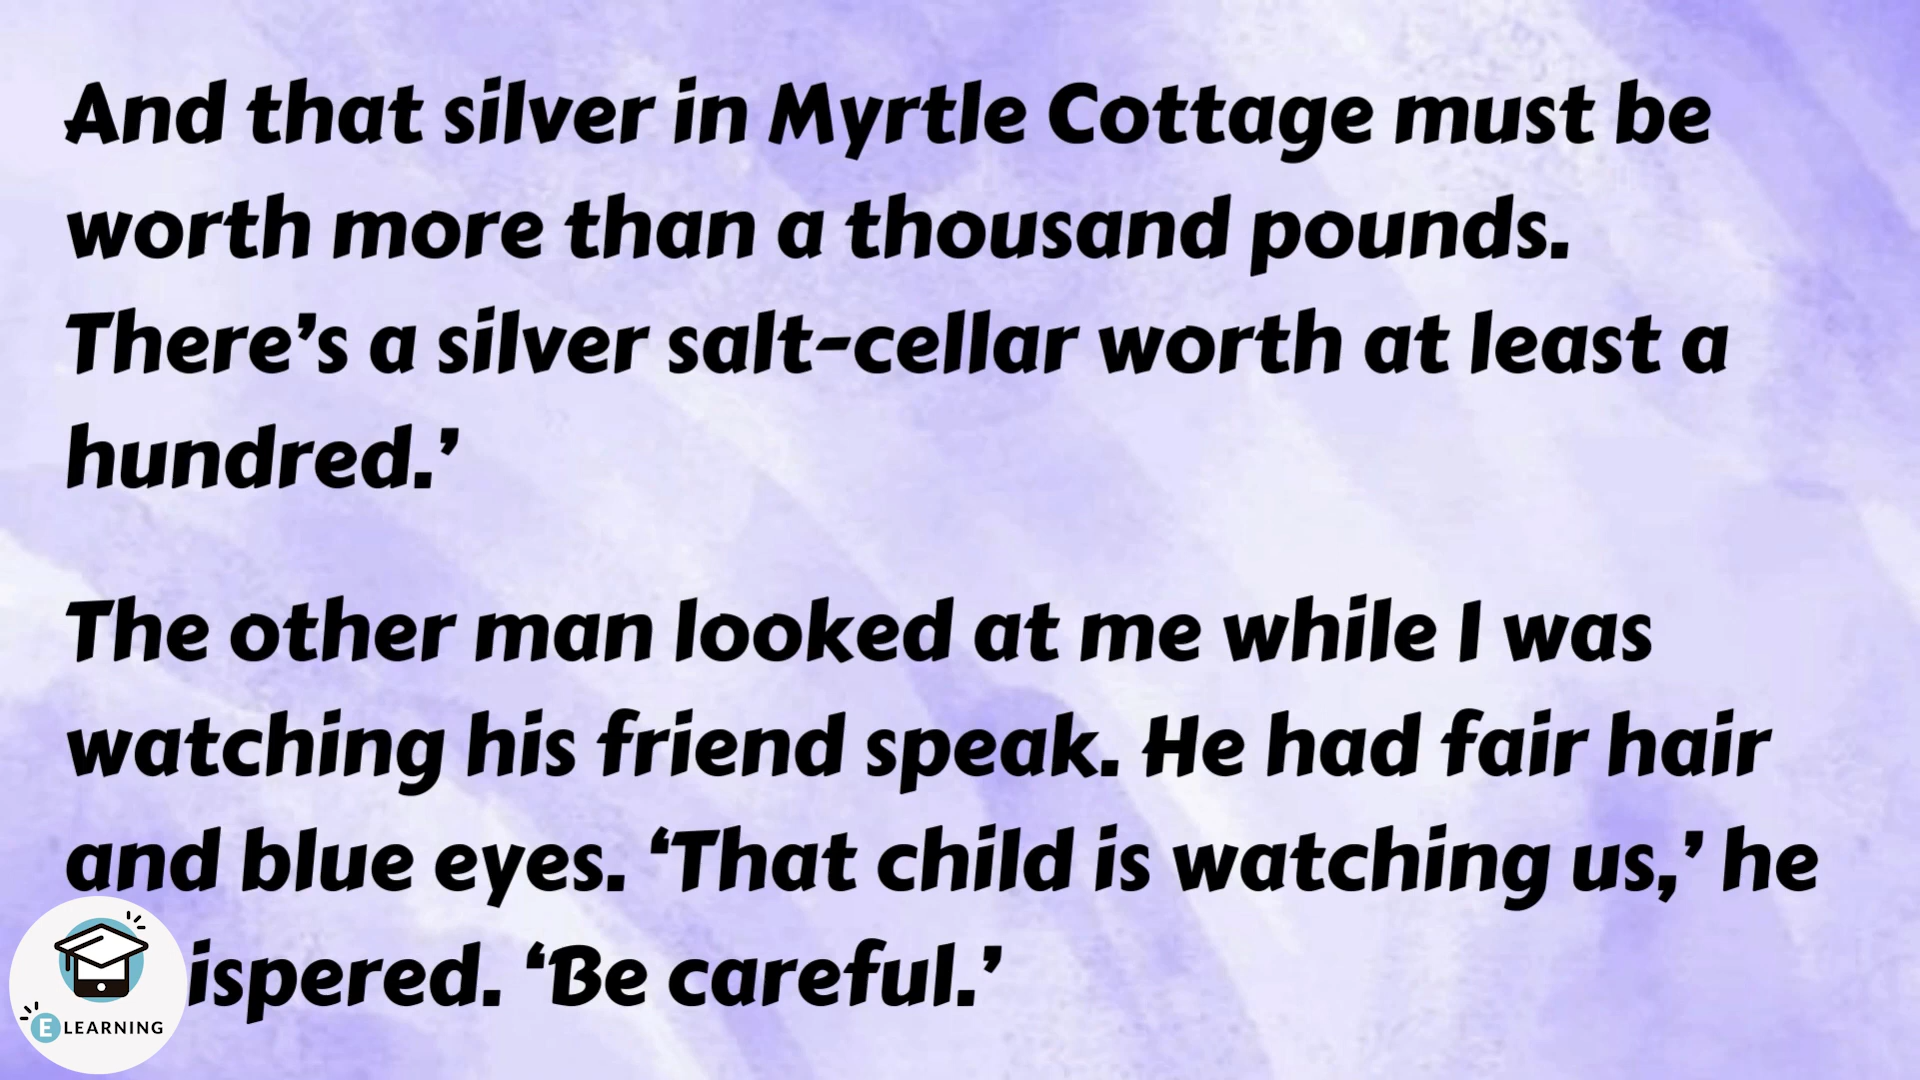 And that silver in Myrtle Cottage must be
worth more than a thousand pounds.
There’s a silver salt-cellar worth at least a
hundred.’
The other man looked at me while I was
watching his friend speak. He had fair hair
and blue eyes. ‘That child is watching us,’ he
ispered. ‘Be careful.’
E LEARNING